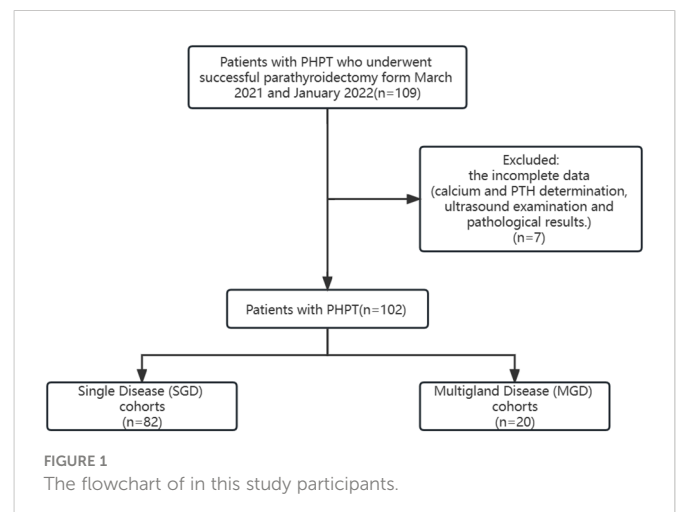 Patients with PHPT who underwent
successful parathyroidectomy form March
2021 and January 2022(n=109)
Excluded:
the incomplete data
(calcium and PTH determination,
ultrasound examination and
pathological results.)
(n=7)
Patients with PHPT(n=102)
Single Disease (SGD)
cohorts
(n=82)
Multigland Disease (MGD)
cohorts
(n=20)
FIGURE 1
The flowchart of in this study participants.